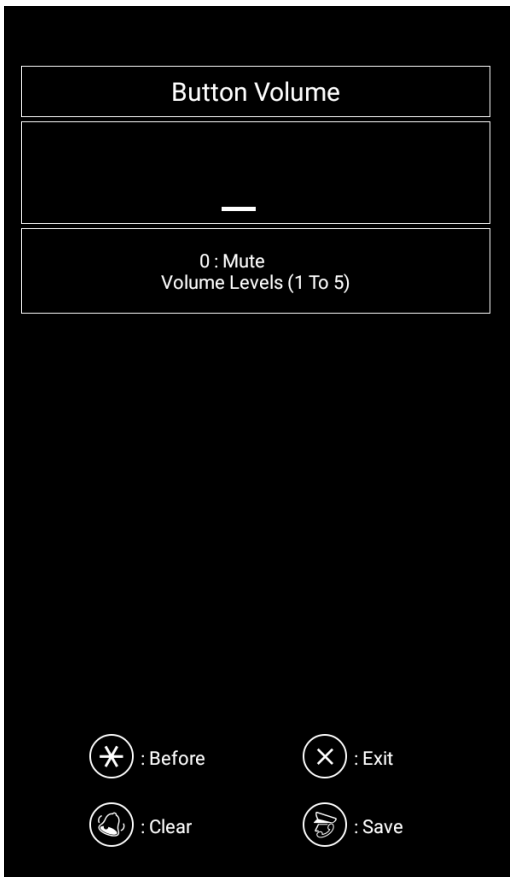 Button Volume
0 : Mute
Volume Levels (1 To 5)
: Before
: Exit
: Clear
: Save